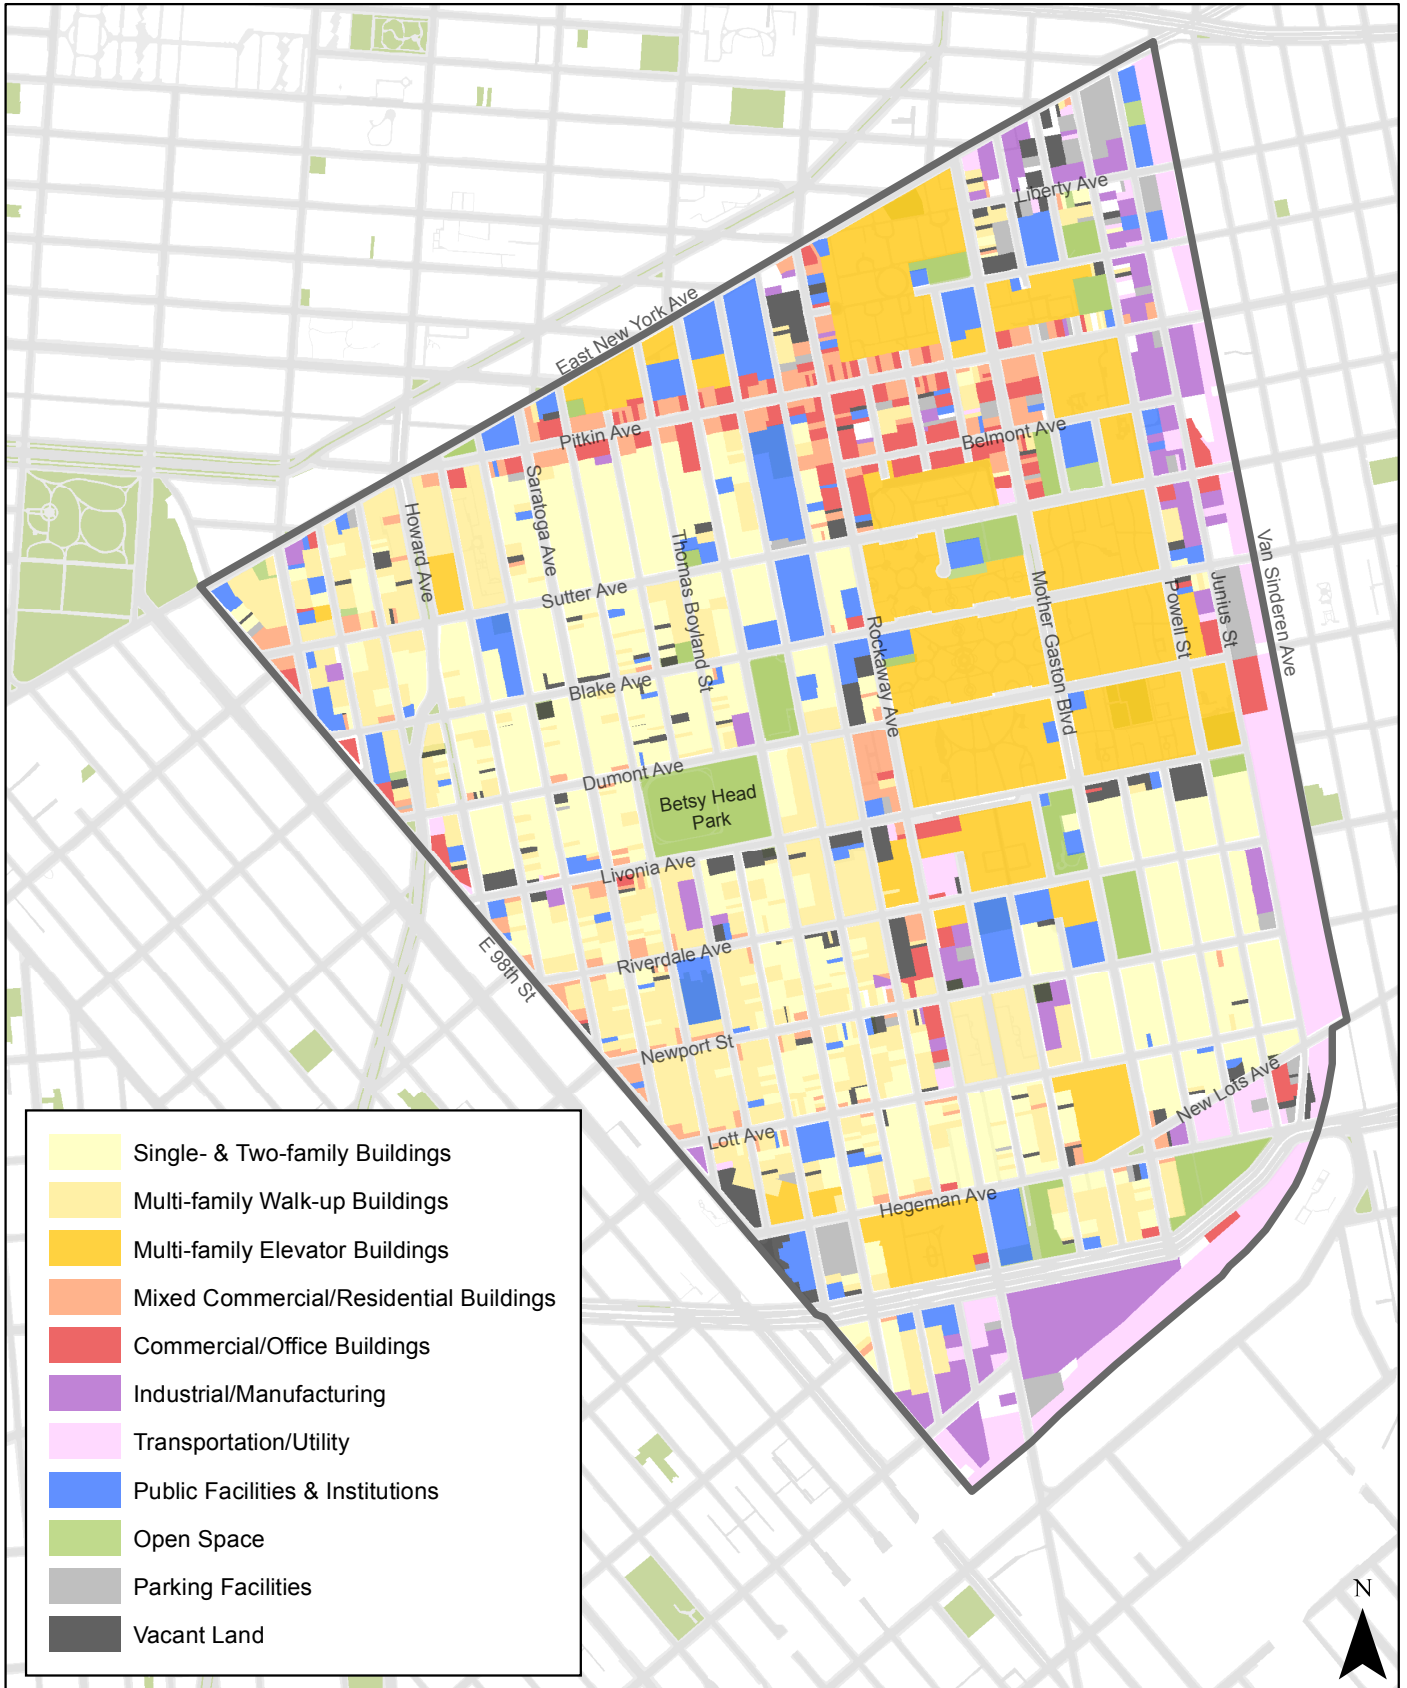 Liberty Ave
East New York Ave
Pitkin Ave
Belmont Ave
Saratoga Ave
Howard Ave
Thomas Boyland St
Van Sinderen Ave
Sutter Ave
Mother Gaston Blvd
Powell St
Junius St
Rockaway Ave
Blake Ave
Dumont Ave
Betsy Head
Park
Livonia Ave
E 98th St
Riverdale Ave
Newport St
New Lots Ave
Lott Ave
Hegeman Ave
Single- & Two-family Buildings
Multi-family Walk-up Buildings
Multi-family Elevator Buildings
Mixed Commercial/Residential Buildings
Commercial/Office Buildings
Industrial/Manufacturing
Transportation/Utility
Public Facilities & Institutions
Open Space
Parking Facilities
Vacant Land
N